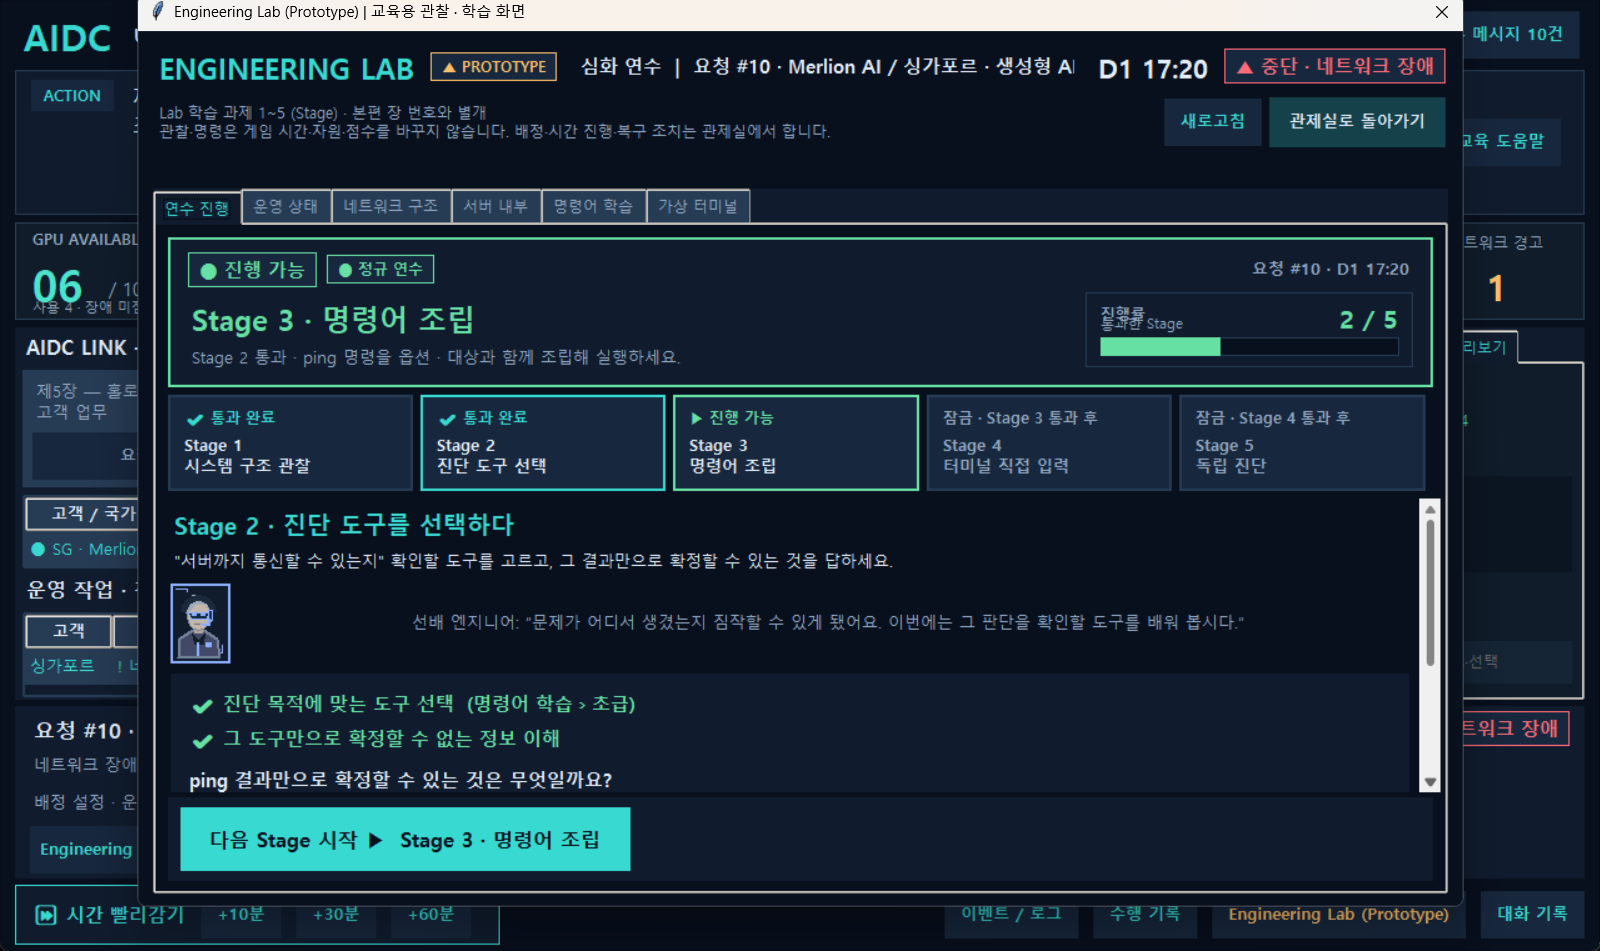 Engineering Lab (Prototype) | 교육용 관찰 · 학습 화면
AIDC
메시지 10건
ENGINEERING LAB
▲ PROTOTYPE
심화 연수 | 요청 #10 · Merlion AI / 싱가포르 · 생성형 AI
D1 17:20
▲ 중단 · 네트워크 장애
ACTION
Lab 학습 과제 1~5 (Stage) · 본편 장 번호와 별개
관찰·명령은 게임 시간·자원·점수를 바꾸지 않습니다. 배정·시간 진행·복구 조치는 관제실에서 합니다.
새로고침
관제실로 돌아가기
교육 도움말
연수 진행
운영 상태
네트워크 구조
서버 내부
명령어 학습
가상 터미널
GPU AVAILABL
06 / 10
사용 4 · 장애 미점
트워크 경고
1
● 진행 가능
● 정규 연수
요청 #10 · D1 17:20
Stage 3 · 명령어 조립
Stage 2 통과 · ping 명령을 옵션 · 대상과 함께 조립해 실행하세요.
진행률
통과한 Stage
2 / 5
AIDC LINK ·
리보기
제5장 — 홀로
고객 업무
요
✔ 통과 완료
Stage 1
시스템 구조 관찰
✔ 통과 완료
Stage 2
진단 도구 선택
▶ 진행 가능
Stage 3
명령어 조립
잠금 · Stage 3 통과 후
Stage 4
터미널 직접 입력
잠금 · Stage 4 통과 후
Stage 5
독립 진단
고객 / 국가
● SG · Merlio
운영 작업 ·
고객
싱가포르 ! 네
Stage 2 · 진단 도구를 선택하다
"서버까지 통신할 수 있는지" 확인할 도구를 고르고, 그 결과만으로 확정할 수 있는 것을 답하세요.
선배 엔지니어: "문제가 어디서 생겼는지 짐작할 수 있게 됐어요. 이번에는 그 판단을 확인할 도구를 배워 봅시다."
·선택
✔ 진단 목적에 맞는 도구 선택 (명령어 학습 › 초급)
✔ 그 도구만으로 확정할 수 없는 정보 이해
ping 결과만으로 확정할 수 있는 것은 무엇일까요?
요청 #10 ·
네트워크 장애
배정 설정 · 운
Engineering
트워크 장애
다음 Stage 시작 ▶ Stage 3 · 명령어 조립
시간 빨리감기
+10분
+30분
+60분
이벤트 / 로그
수행 기록
Engineering Lab (Prototype)
대화 기록